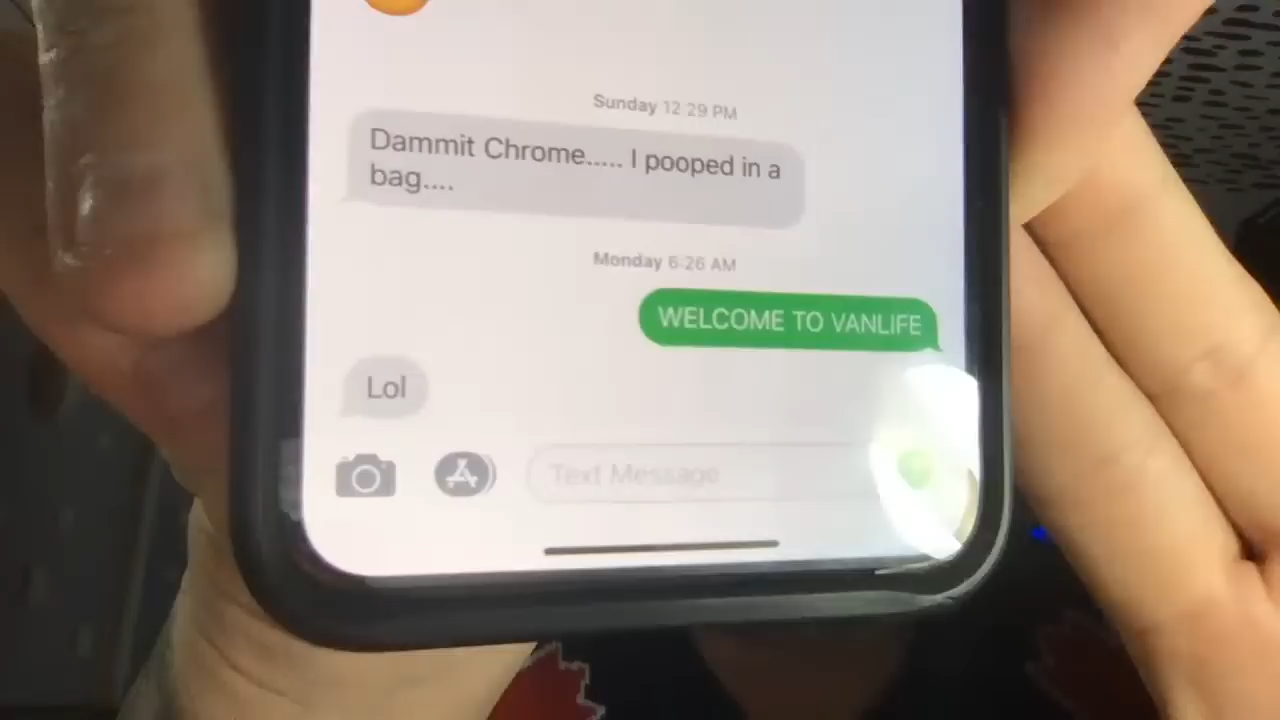 Sunday 12:29 PM
Dammit Chrome..... I pooped in a
bag....
Monday 6:26 AM
WELCOME TO VANLIFE
Lol
Text Message